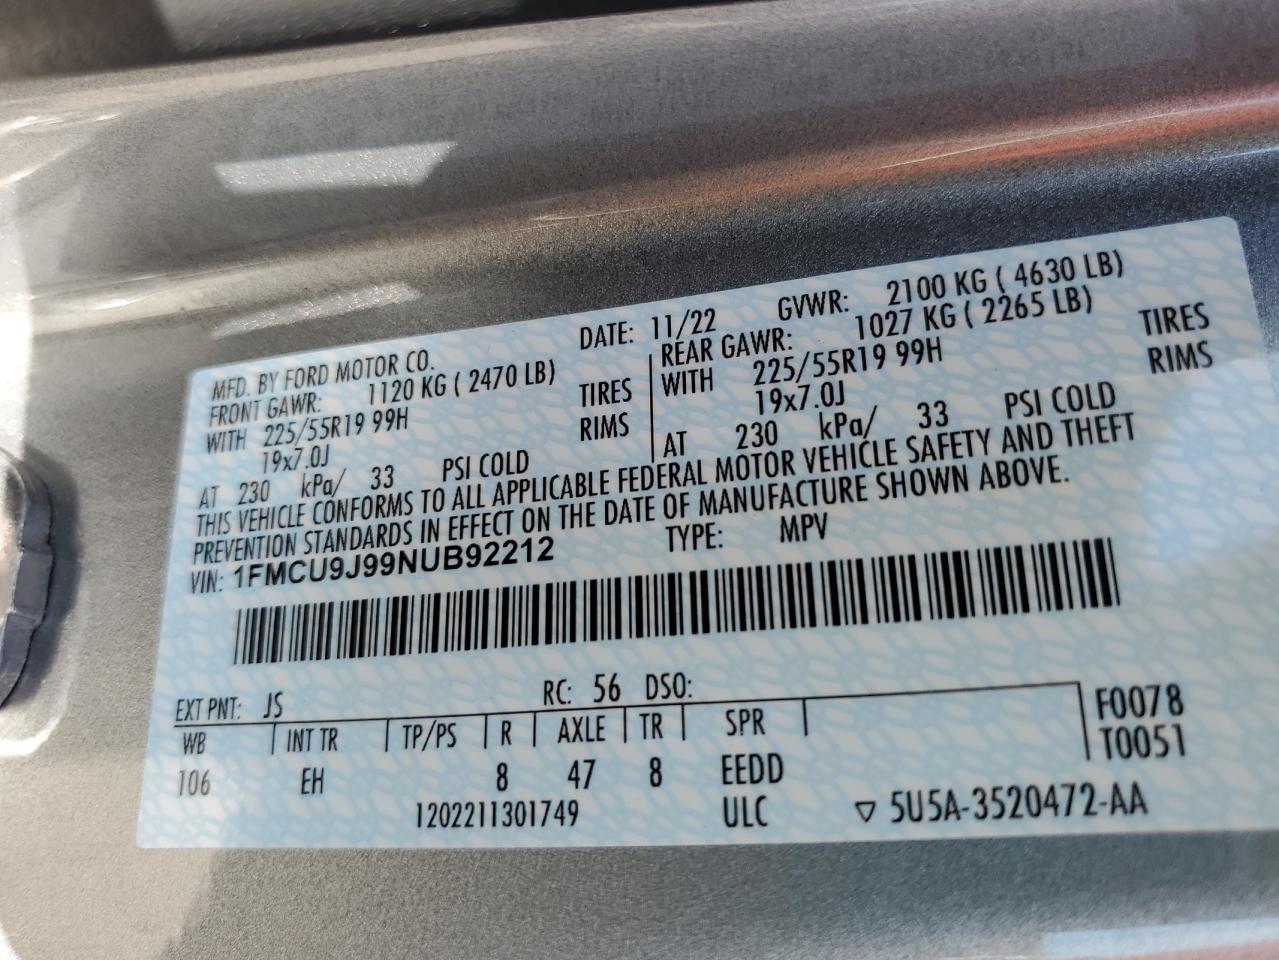 MFD. BY FORD MOTOR CO. DATE: 11/22 GVWR: 2100 KG ( 4630 LB)
FRONT GAWR: 1120 KG ( 2470 LB) REAR GAWR: 1027 KG ( 2265 LB)
WITH 225/55R19 99H TIRES WITH 225/55R19 99H TIRES
19x7.0J RIMS 19x7.0J RIMS
AT 230 kPa/ 33 PSI COLD AT 230 kPa/ 33 PSI COLD
THIS VEHICLE CONFORMS TO ALL APPLICABLE FEDERAL MOTOR VEHICLE SAFETY AND THEFT
PREVENTION STANDARDS IN EFFECT ON THE DATE OF MANUFACTURE SHOWN ABOVE.
VIN: 1FMCU9J99NUB92212 TYPE: MPV
EXT PNT: JS RC: 56 DSO:
WB INT TR TP/PS R AXLE TR SPR F0078
106 EH 8 47 8 EEDD T0051
1202211301749 ULC ▽ 5U5A-3520472-AA